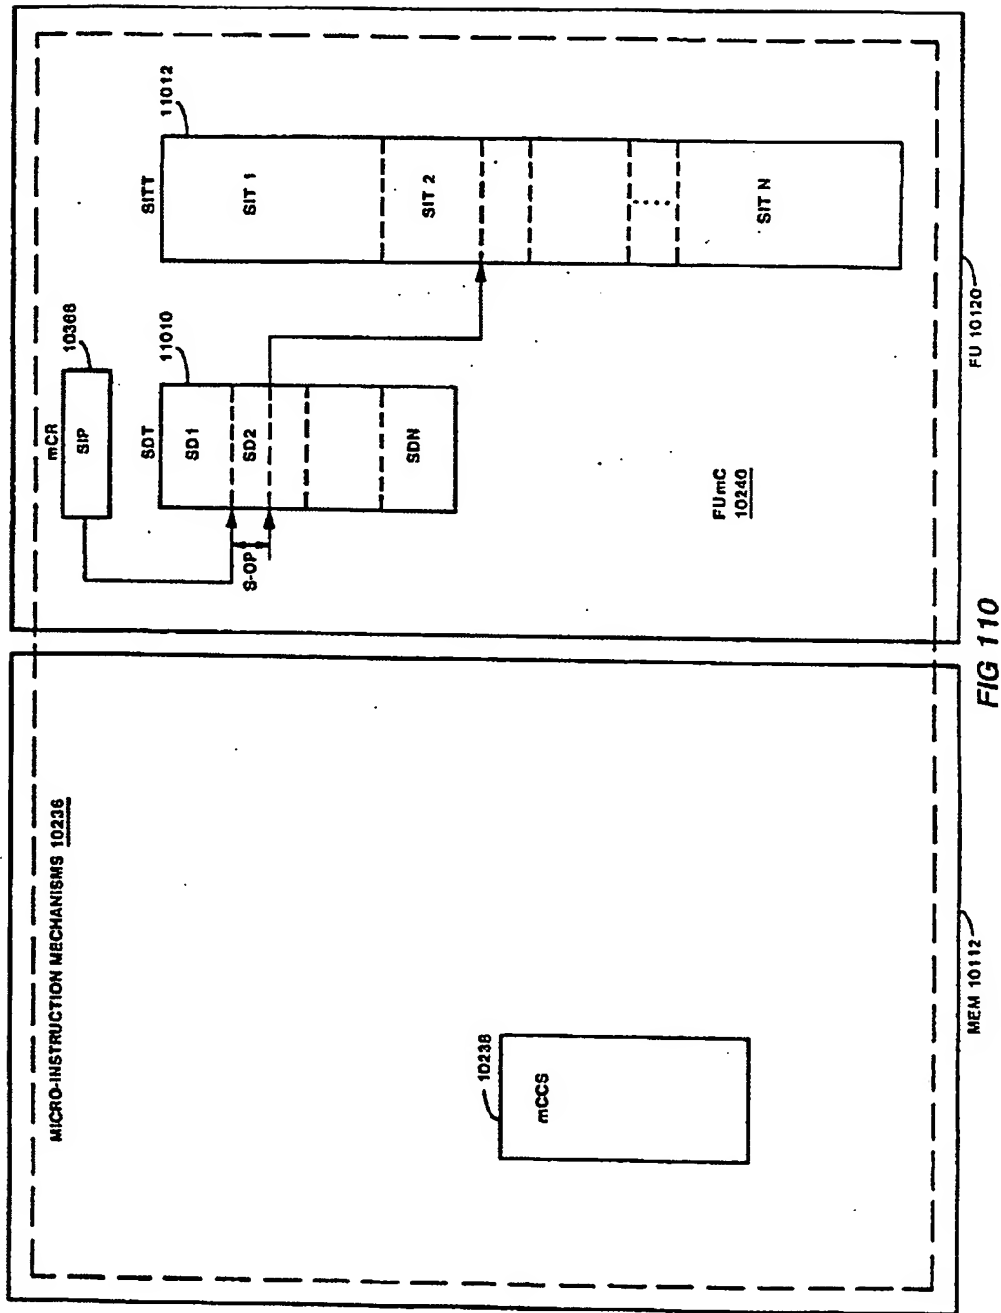 MICRO-INSTRUCTION MECHANISMS 10236
10238
mCCS
MEM 10112
mCR
10366
SIP
SDT
11010
SD1
SD2
SDN
S-OP
SITT
11012
SIT 1
SIT 2
SIT N
FUmC
10240
FU 10120
FIG 110